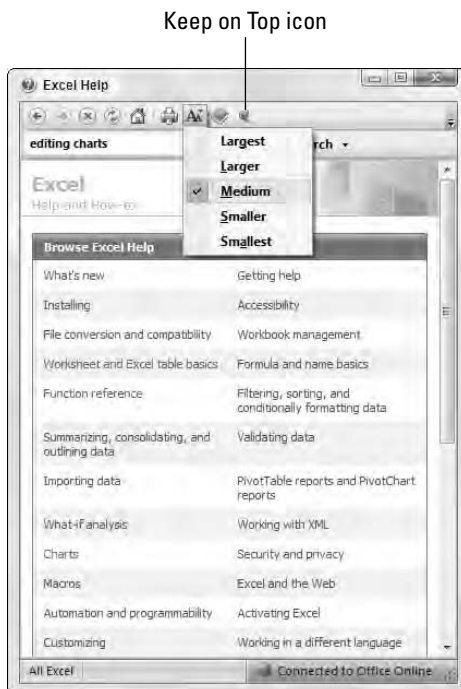 Keep on Top icon
Excel Help
editing charts
rch
Largest
Larger
Medium
Smaller
Smallest
Excel
Help and How-to
Browse Excel Help
What's new
Getting help
Installing
Accessibility
File conversion and compatibility
Workbook management
Worksheet and Excel table basics
Formula and name basics
Function reference
Filtering, sorting, and
conditionally formatting data
Summarizing, consolidating, and
outlining data
Validating data
Importing data
PivotTable reports and PivotChart
reports
What-if analysis
Working with XML
Charts
Security and privacy
Macros
Excel and the Web
Automation and programmability
Activating Excel
Customizing
Working in a different language
All Excel
Connected to Office Online